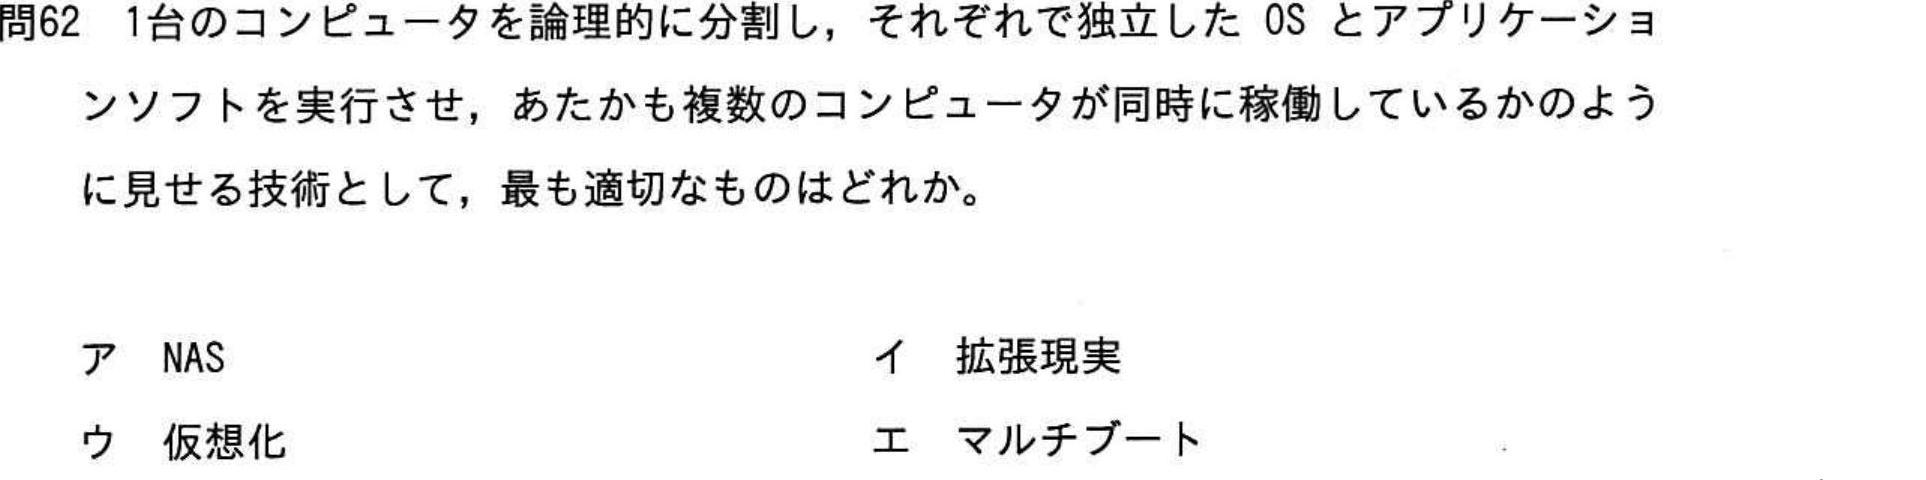 問62 1台のコンピュータを論理的に分割し，それぞれで独立した OS とアプリケーショ
ンソフトを実行させ，あたかも複数のコンピュータが同時に稼働しているかのよう
に見せる技術として，最も適切なものはどれか。
ア NAS イ 拡張現実
ウ 仮想化 エ マルチブート